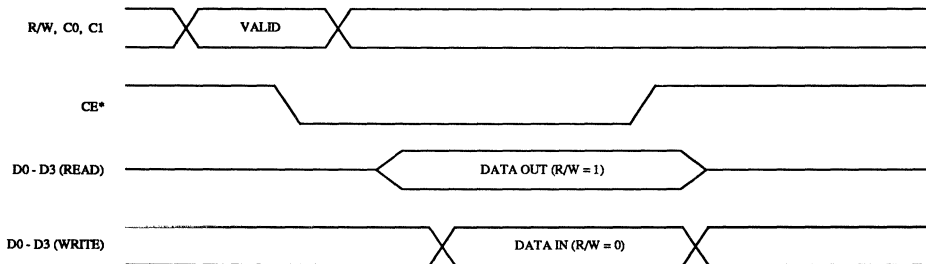 R/W, C0, C1
VALID
CE*
D0 - D3 (READ)
DATA OUT (R/W = 1)
D0 - D3 (WRITE)
DATA IN (R/W = 0)